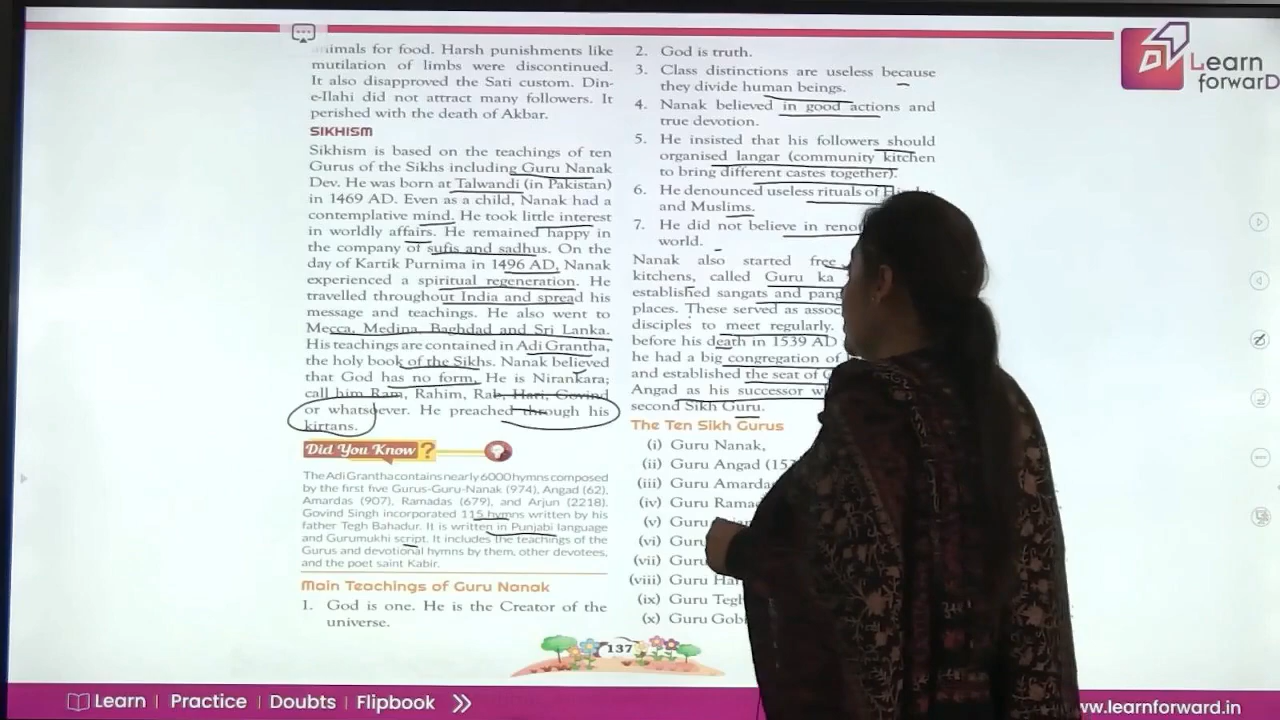 Learn
forwarD
nimals for food. Harsh punishments like
mutilation of limbs were discontinued.
It also disapproved the Sati custom. Din-
e-Ilahi did not attract many followers. It
perished with the death of Akbar.
SIKHISM
Sikhism is based on the teachings of ten
Gurus of the Sikhs including Guru Nanak
Dev. He was born at Talwandi (in Pakistan)
in 1469 AD. Even as a child, Nanak had a
contemplative mind. He took little interest
in worldly affairs. He remained happy in
the company of sufis and sadhus. On the
day of Kartik Purnima in 1496 AD, Nanak
experienced a spiritual regeneration. He
travelled throughout India and spread his
message and teachings. He also went to
Mecca, Medina, Baghdad and Sri Lanka.
His teachings are contained in Adi Grantha,
the holy book of the Sikhs. Nanak believed
that God has no form. He is Nirankara;
call him Ram, Rahim, Rab, Hari, Govind
or whatsoever. He preached through his
kirtans.
Did You Know ?
The Adi Grantha contains nearly 6000 hymns composed
by the first five Gurus-Guru-Nanak (974), Angad (62),
Amardas (907), Ramadas (679), and Arjun (2218).
Govind Singh incorporated 115 hymns written by his
father Tegh Bahadur. It is written in Punjabi language
and Gurumukhi script. It includes the teachings of the
Gurus and devotional hymns by them, other devotees,
and the poet saint Kabir.
Main Teachings of Guru Nanak
1. God is one. He is the Creator of the
universe.
2. God is truth.
3. Class distinctions are useless because
they divide human beings.
4. Nanak believed in good actions and
true devotion.
5. He insisted that his followers should
organised langar (community kitchen
to bring different castes together).
6. He denounced useless rituals of
and Muslims.
7. He did not believe in
world.
Nanak also started free
kitchens, called Guru ka
established sangats and
places. These served as
disciples to meet regularly.
before his death in 1539 AD
he had a big congregation of
and established the seat of
Angad as his successor
second Sikh Guru.
The Ten Sikh Gurus
(i) Guru Nanak,
(ii) Guru Angad
(iii) Guru Amardas
(iv) Guru
(v) Guru
(vi) Guru
(vii) Guru
(viii) Guru
(ix) Guru
(x) Guru
137
Learn | Practice | Doubts | Flipbook
www.learnforward.in